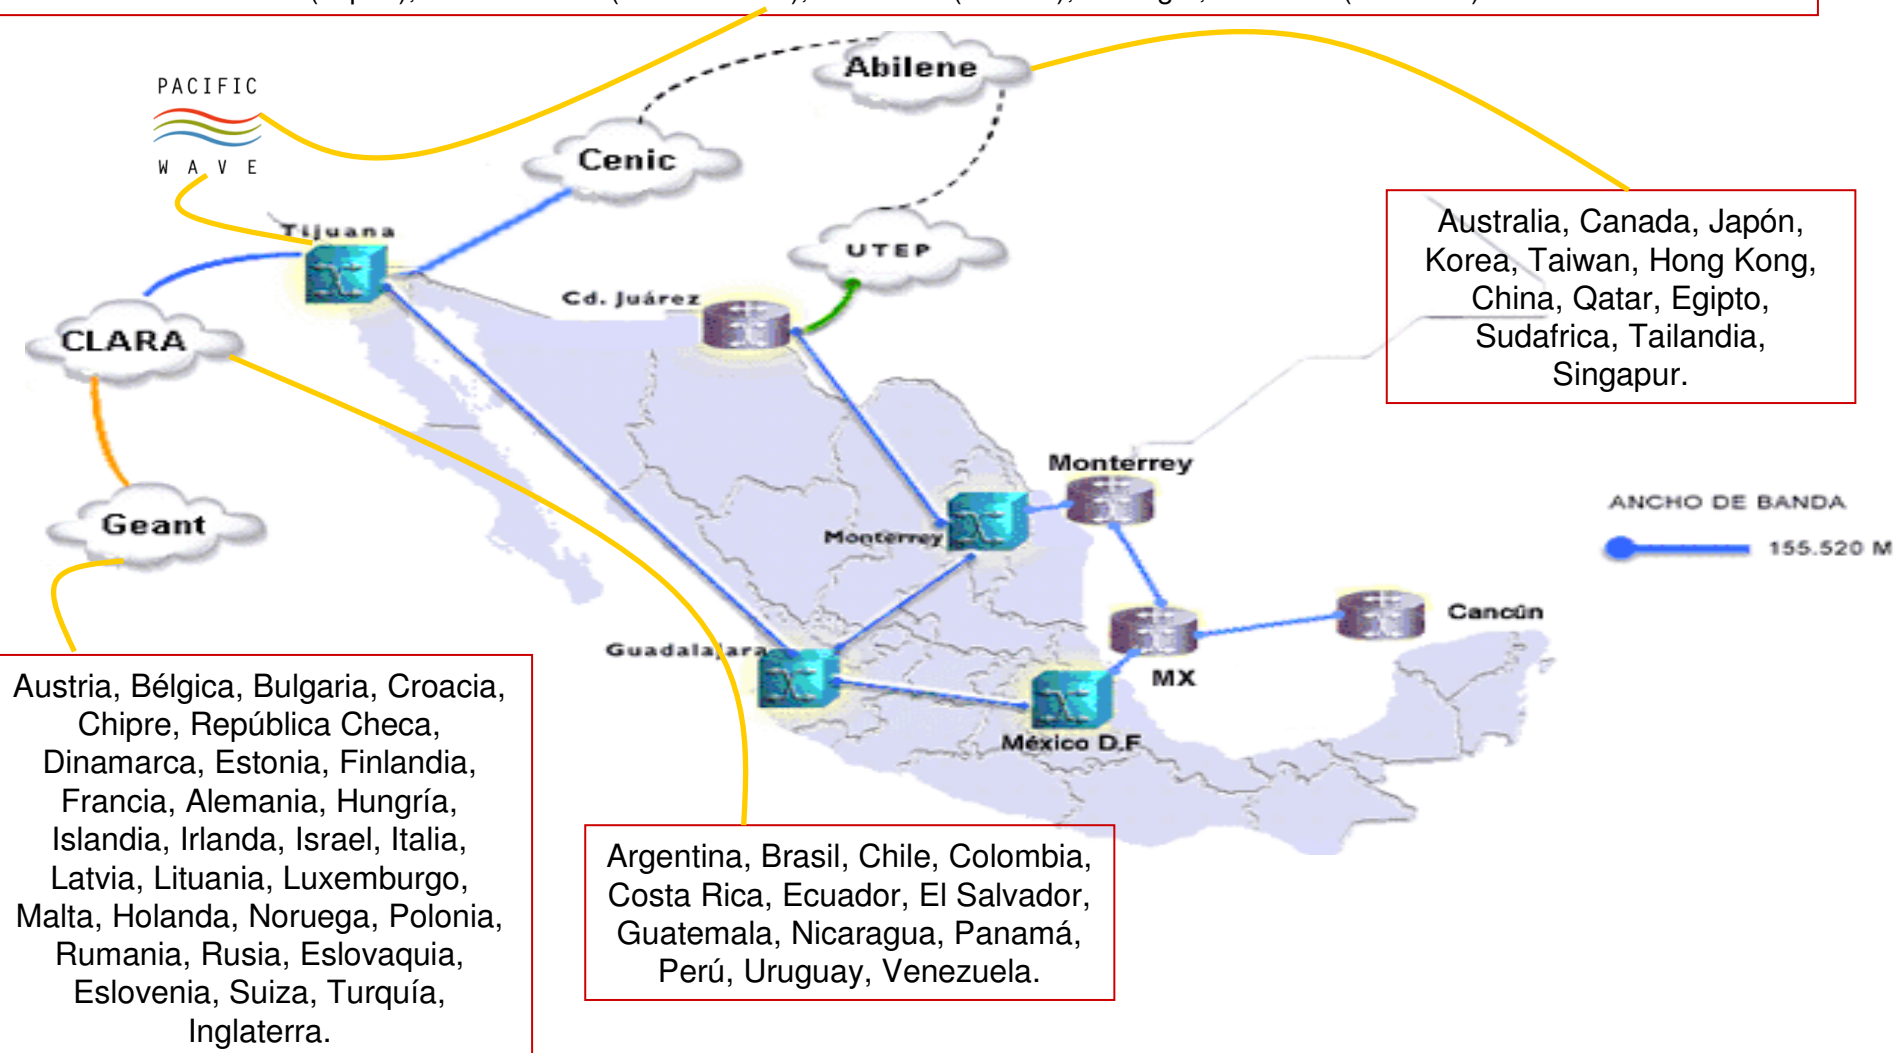 Abilene
PACIFIC
WAVE
Cenic
Tijuana
UTEP
Cd. Juárez
CLARA
Geant
Australia, Canada, Japón,
Korea, Taiwan, Hong Kong,
China, Qatar, Egipto,
Sudafrica, Tailandia,
Singapur.
Monterrey
Monterrey
ANCHO DE BANDA
155.520 M
Cancún
Guadalajara
MX
México D.F
Austria, Bélgica, Bulgaria, Croacia,
Chipre, República Checa,
Dinamarca, Estonia, Finlandia,
Francia, Alemania, Hungría,
Islandia, Irlanda, Israel, Italia,
Latvia, Lituania, Luxemburgo,
Malta, Holanda, Noruega, Polonia,
Rumania, Rusia, Eslovaquia,
Eslovenia, Suiza, Turquía,
Inglaterra.
Argentina, Brasil, Chile, Colombia,
Costa Rica, Ecuador, El Salvador,
Guatemala, Nicaragua, Panamá,
Perú, Uruguay, Venezuela.